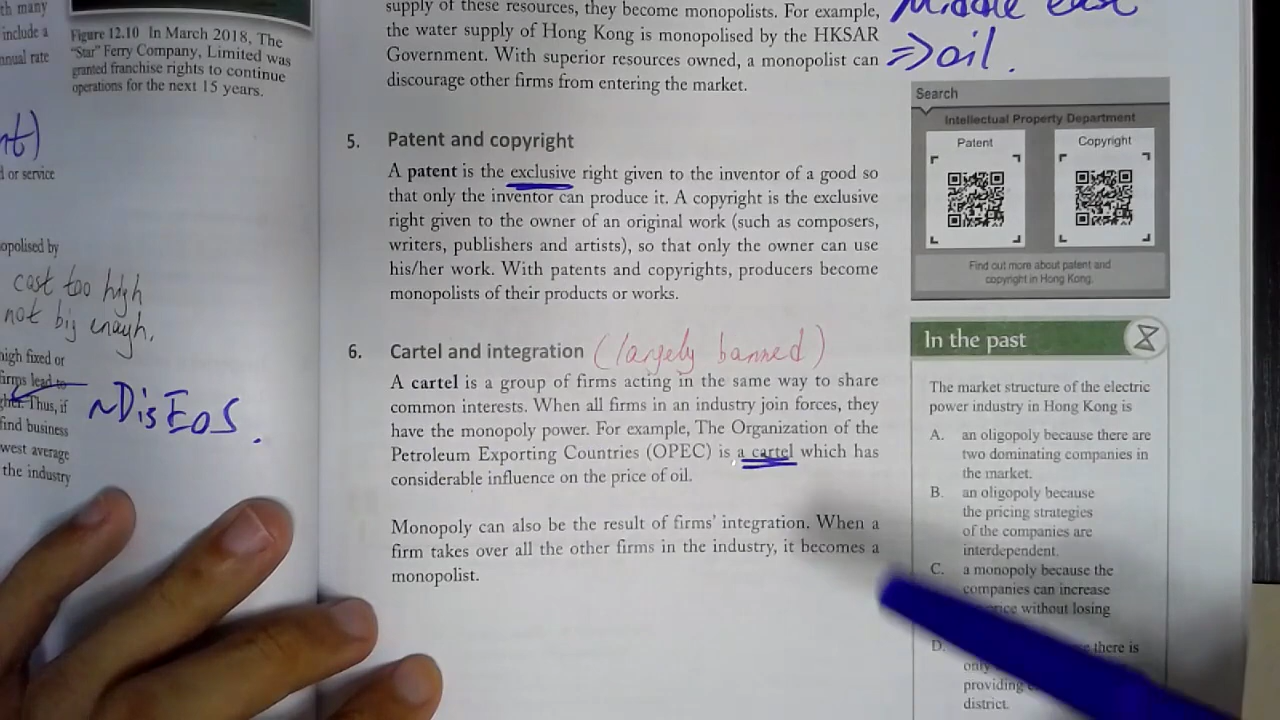 th many
include a
nnual rate
Figure 12.10 In March 2018, The
"Star" Ferry Company, Limited was
granted franchise rights to continue
operations for the next 15 years.
nt)
d or service
opolised by
cost too high
not big enough.
high fixed or
firms lead to
gher. Thus, if
find business
west average
the industry
~DisEoS.
supply of these resources, they become monopolists. For example,
the water supply of Hong Kong is monopolised by the HKSAR
Government. With superior resources owned, a monopolist can
discourage other firms from entering the market.
Middle east
=> oil.
5. Patent and copyright
A patent is the exclusive right given to the inventor of a good so
that only the inventor can produce it. A copyright is the exclusive
right given to the owner of an original work (such as composers,
writers, publishers and artists), so that only the owner can use
his/her work. With patents and copyrights, producers become
monopolists of their products or works.
6. Cartel and integration (largely banned)
A cartel is a group of firms acting in the same way to share
common interests. When all firms in an industry join forces, they
have the monopoly power. For example, The Organization of the
Petroleum Exporting Countries (OPEC) is a cartel which has
considerable influence on the price of oil.
Monopoly can also be the result of firms' integration. When a
firm takes over all the other firms in the industry, it becomes a
monopolist.
Search
Intellectual Property Department
Patent Copyright
Find out more about patent and
copyright in Hong Kong.
In the past
The market structure of the electric
power industry in Hong Kong is
A. an oligopoly because there are
two dominating companies in
the market.
B. an oligopoly because
the pricing strategies
of the companies are
interdependent.
C. a monopoly because the
companies can increase
without losing
D. there is
only
providing
district.